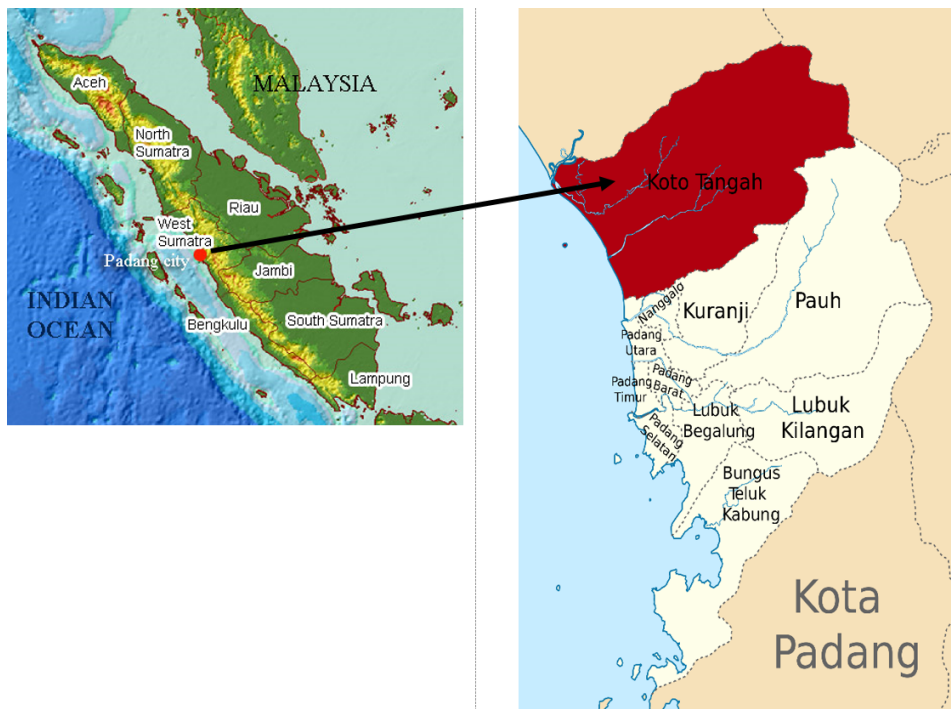 MALAYSIA
Aceh
North
Sumatra
Riau
West
Sumatra
Padang city
Jambi
INDIAN
OCEAN
Bengkulu
South Sumatra
Lampung
Koto Tangah
Nanggalo
Kuranji
Pauh
Padang
Utara
Padang
Barat
Padang
Timur
Lubuk
Begalung
Lubuk
Kilangan
Padang
Selatan
Bungus
Teluk
Kabung
Kota
Padang